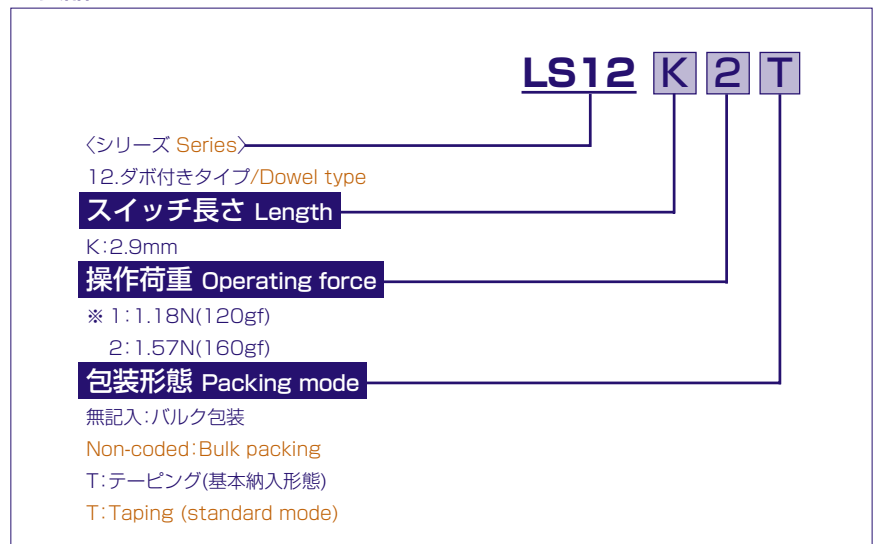 LS12 K 2 T
〈シリーズ Series〉
12.ダボ付きタイプ/Dowel type
スイッチ長さ Length
K:2.9mm
操作荷重 Operating force
※ 1:1.18N(120gf)
2:1.57N(160gf)
包装形態 Packing mode
無記入:バルク包装
Non-coded:Bulk packing
T:テーピング(基本納入形態)
T:Taping (standard mode)